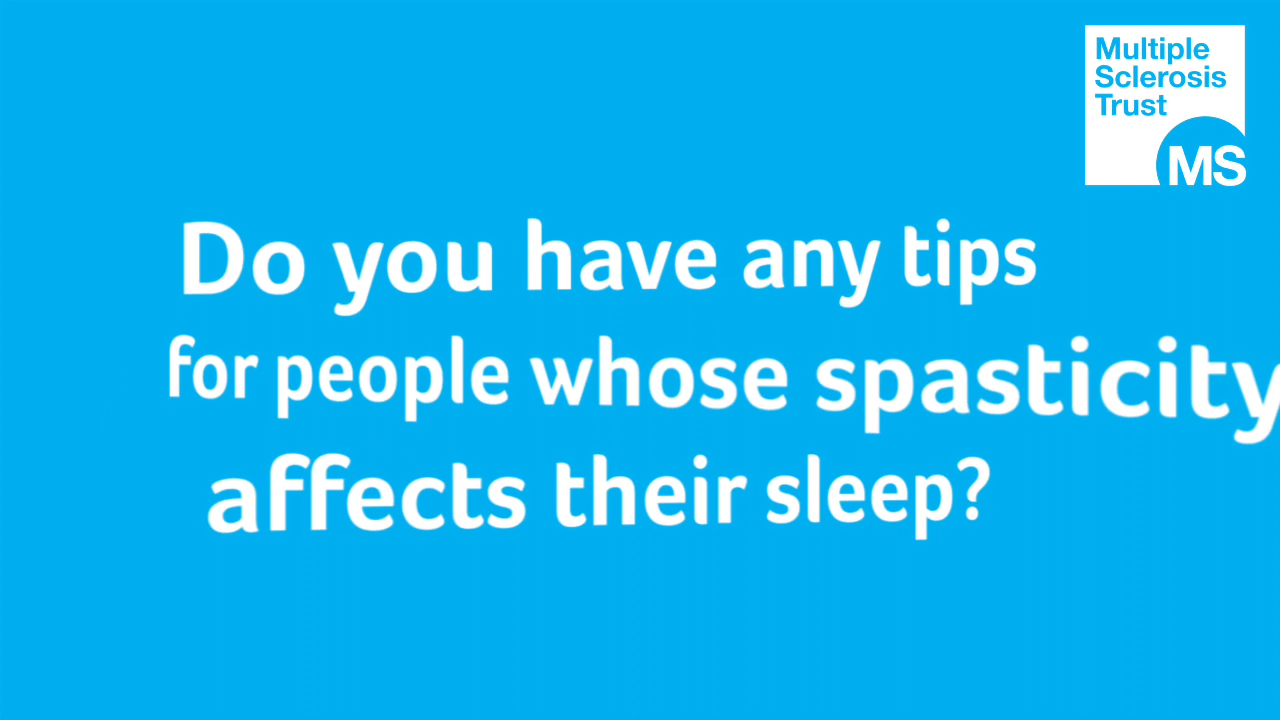 Multiple
Sclerosis
Trust
MS
Do you have any tips
for people whose spasticity
affects their sleep?